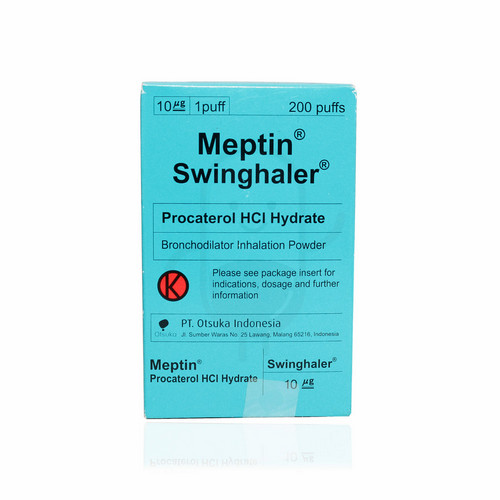 10 µg 1puff 200 puffs
Meptin®
Swinghaler®
Procaterol HCl Hydrate
Bronchodilator Inhalation Powder
K
Please see package insert for
indications, dosage and further
information
PT. Otsuka Indonesia
Otsuka Jl. Sumber Waras No. 25 Lawang, Malang 65216, Indonesia
Meptin®
Procaterol HCl Hydrate
Swinghaler®
10 µg